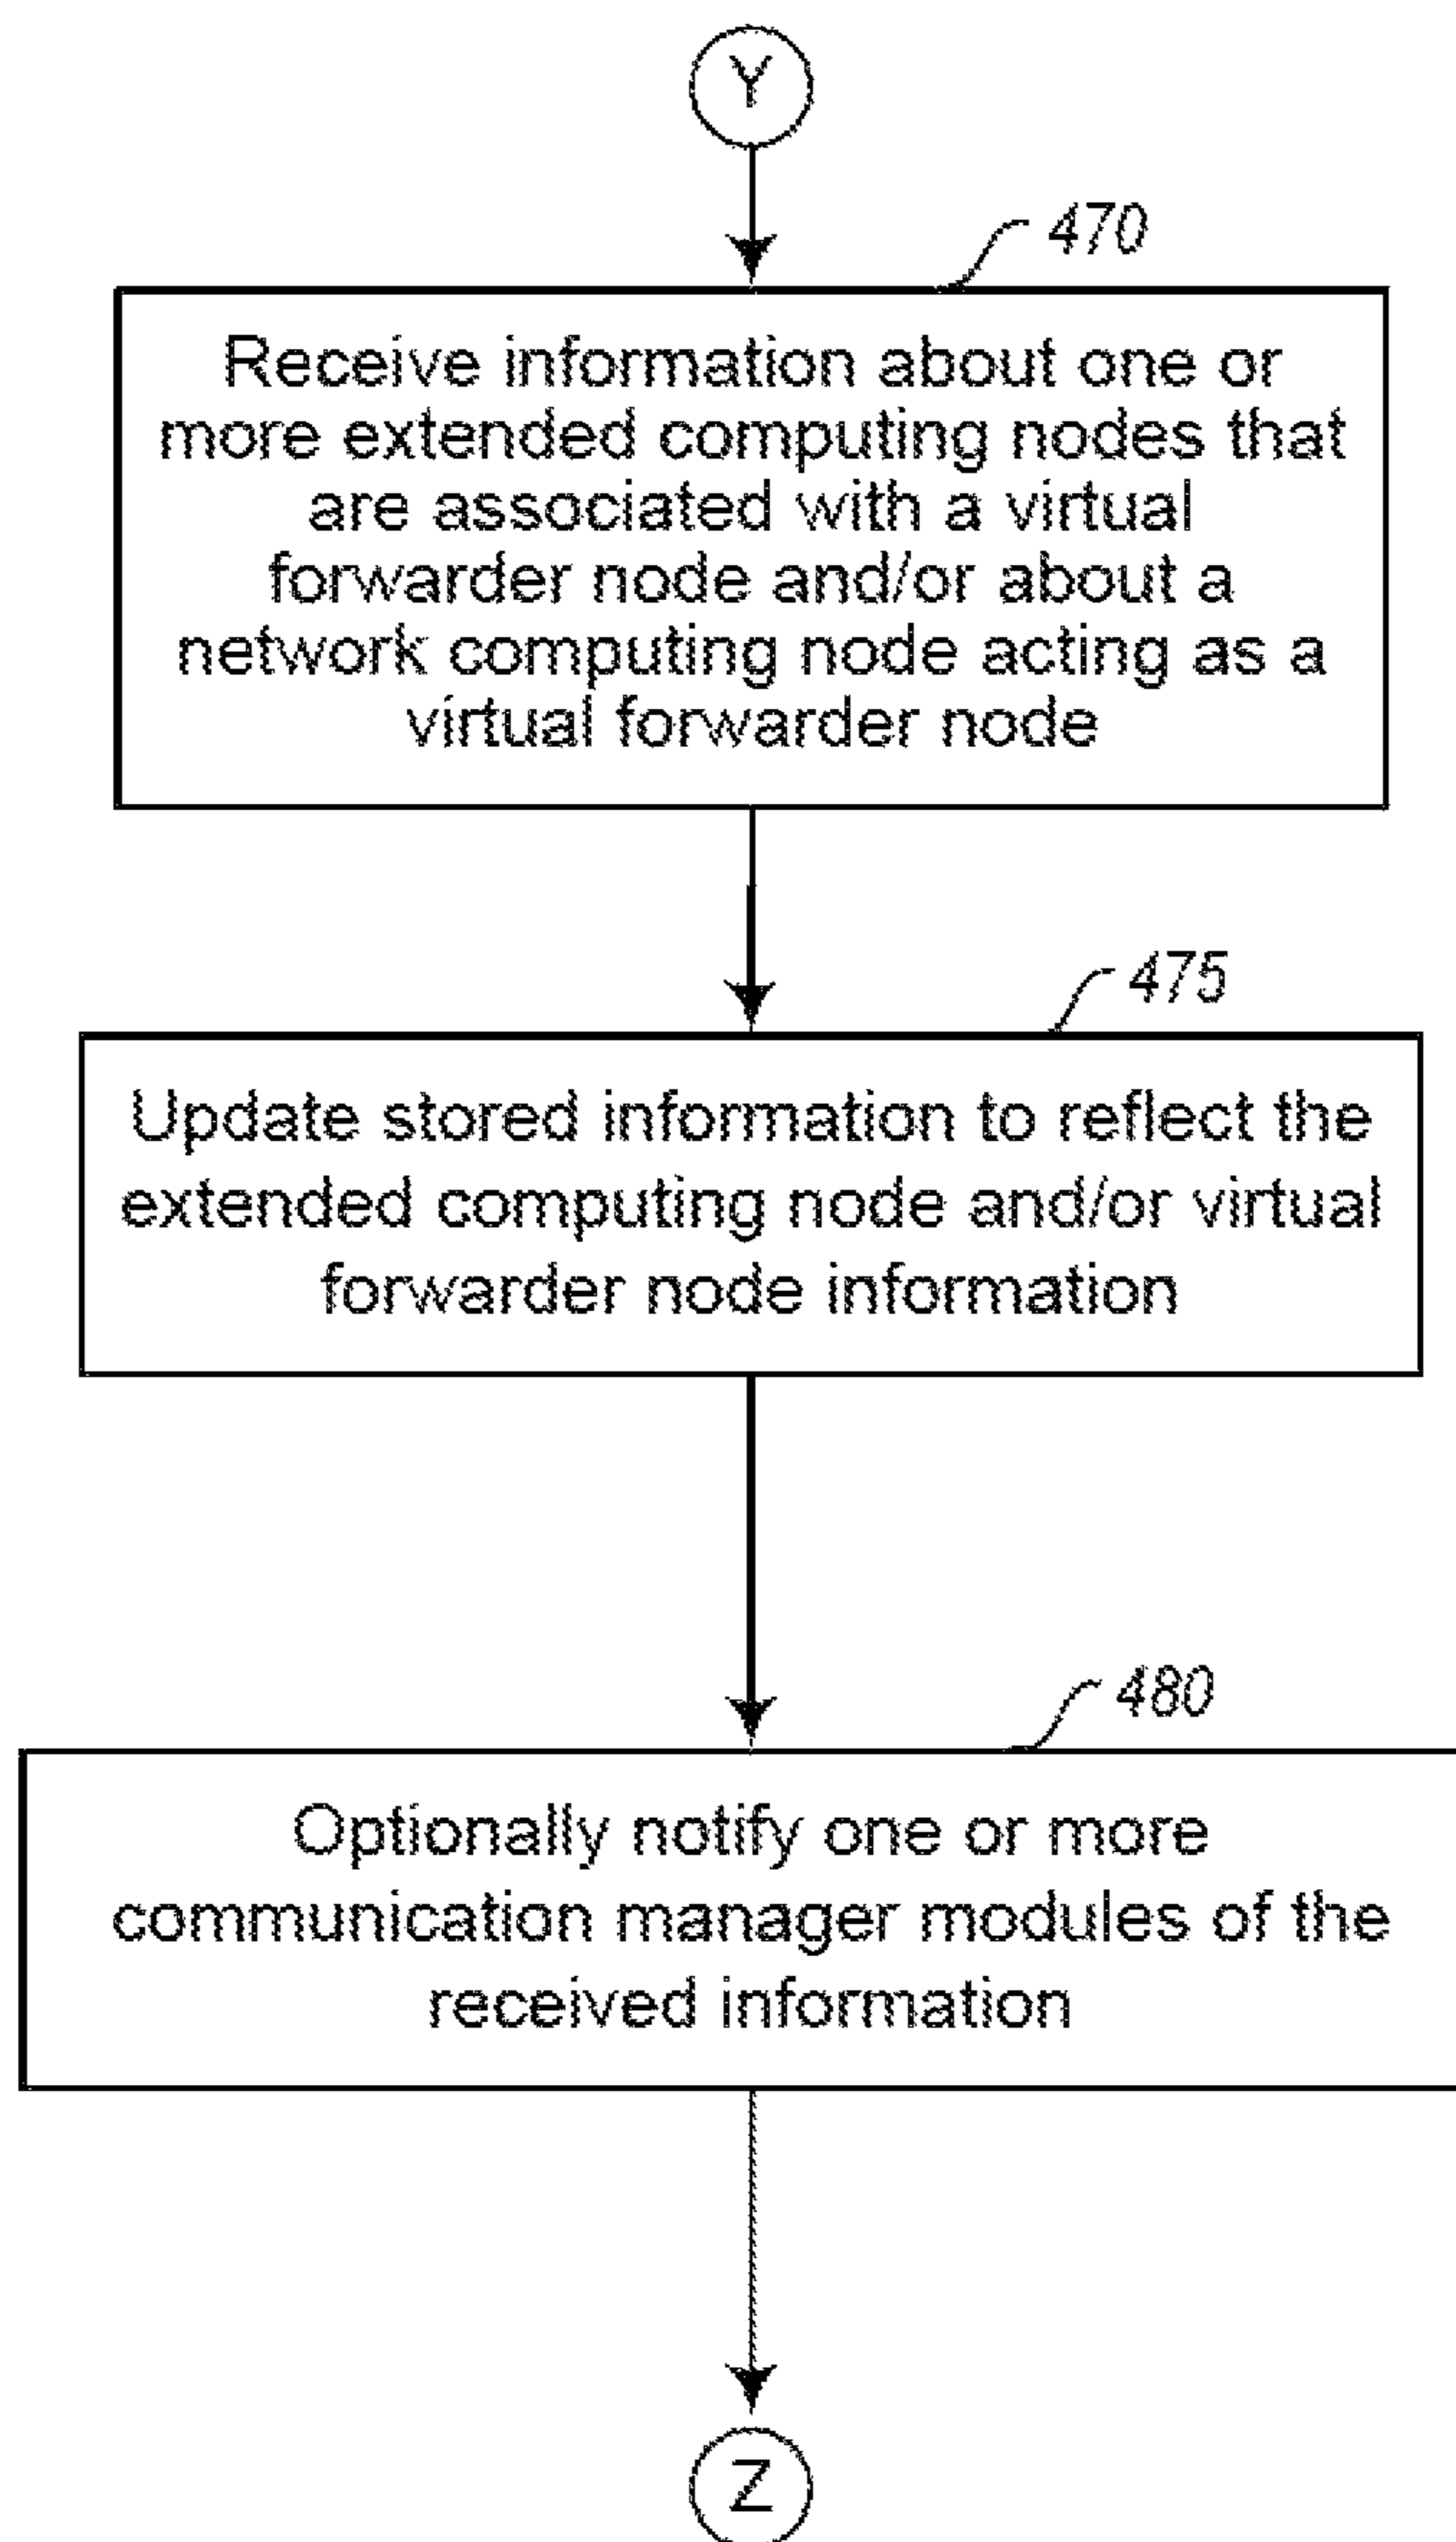 Y
470
Receive information about one or
more extended computing nodes that
are associated with a virtual
forwarder node and/or about a
network computing node acting as a
virtual forwarder node
475
Update stored information to reflect the
extended computing node and/or virtual
forwarder node information
480
Optionally notify one or more
communication manager modules of the
received information
Z